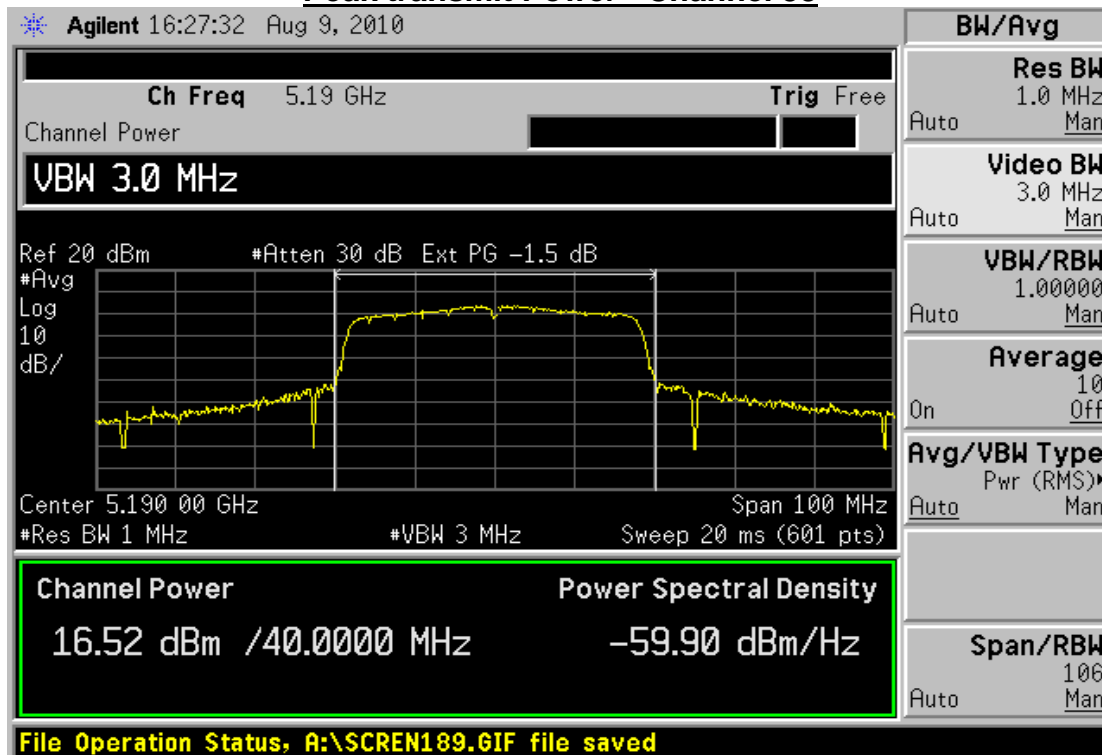 Agilent 16:27:32 Aug 9, 2010
BW/Avg
Ch Freq 5.19 GHz Trig Free
Channel Power
VBW 3.0 MHz
Ref 20 dBm #Atten 30 dB Ext PG -1.5 dB
#Avg
Log
10
dB/
Center 5.190 00 GHz Span 100 MHz
#Res BW 1 MHz #VBW 3 MHz Sweep 20 ms (601 pts)
Channel Power Power Spectral Density
16.52 dBm /40.0000 MHz -59.90 dBm/Hz
File Operation Status, A:\SCREN189.GIF file saved
Res BW
1.0 MHz
Auto Man
Video BW
3.0 MHz
Auto Man
VBW/RBW
1.00000
Auto Man
Average
10
On Off
Avg/VBW Type
Pwr (RMS)
Auto Man
Span/RBW
106
Auto Man